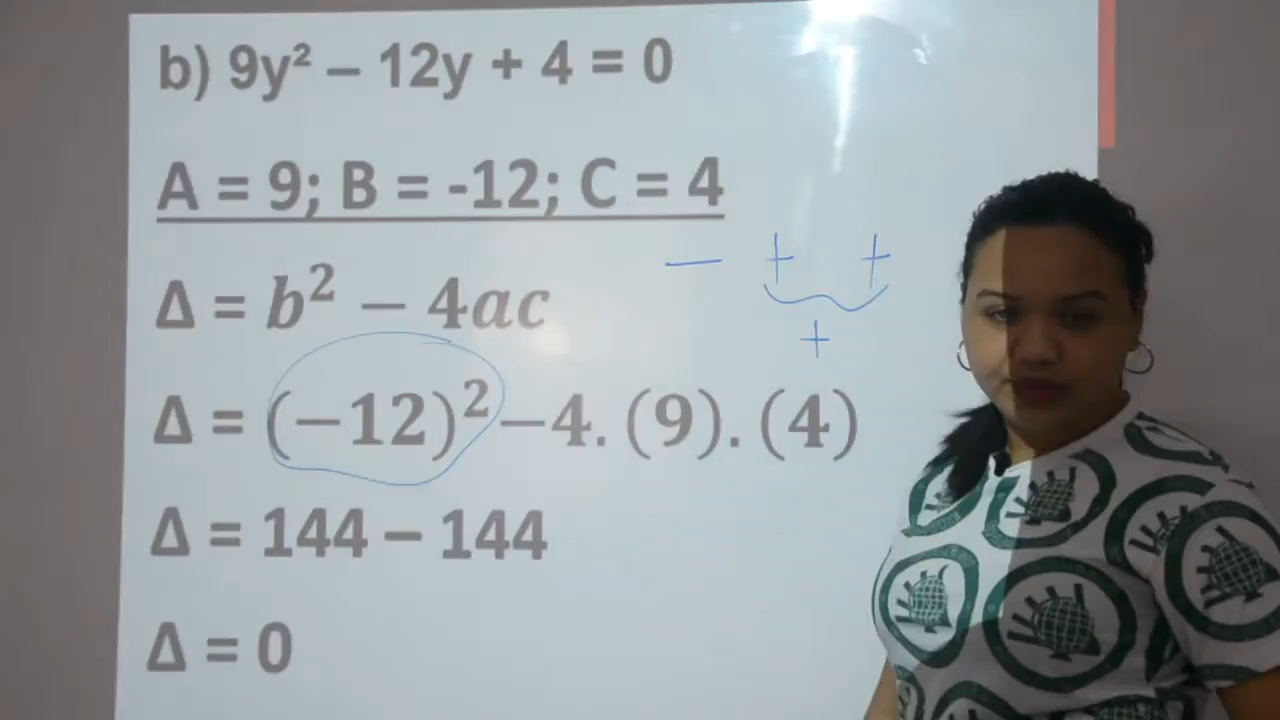 b) 9y² – 12y + 4 = 0
A = 9; B = -12; C = 4
— + +
+
Δ = b² − 4ac
Δ = (−12)² −4. (9). (4)
Δ = 144 – 144
Δ = 0